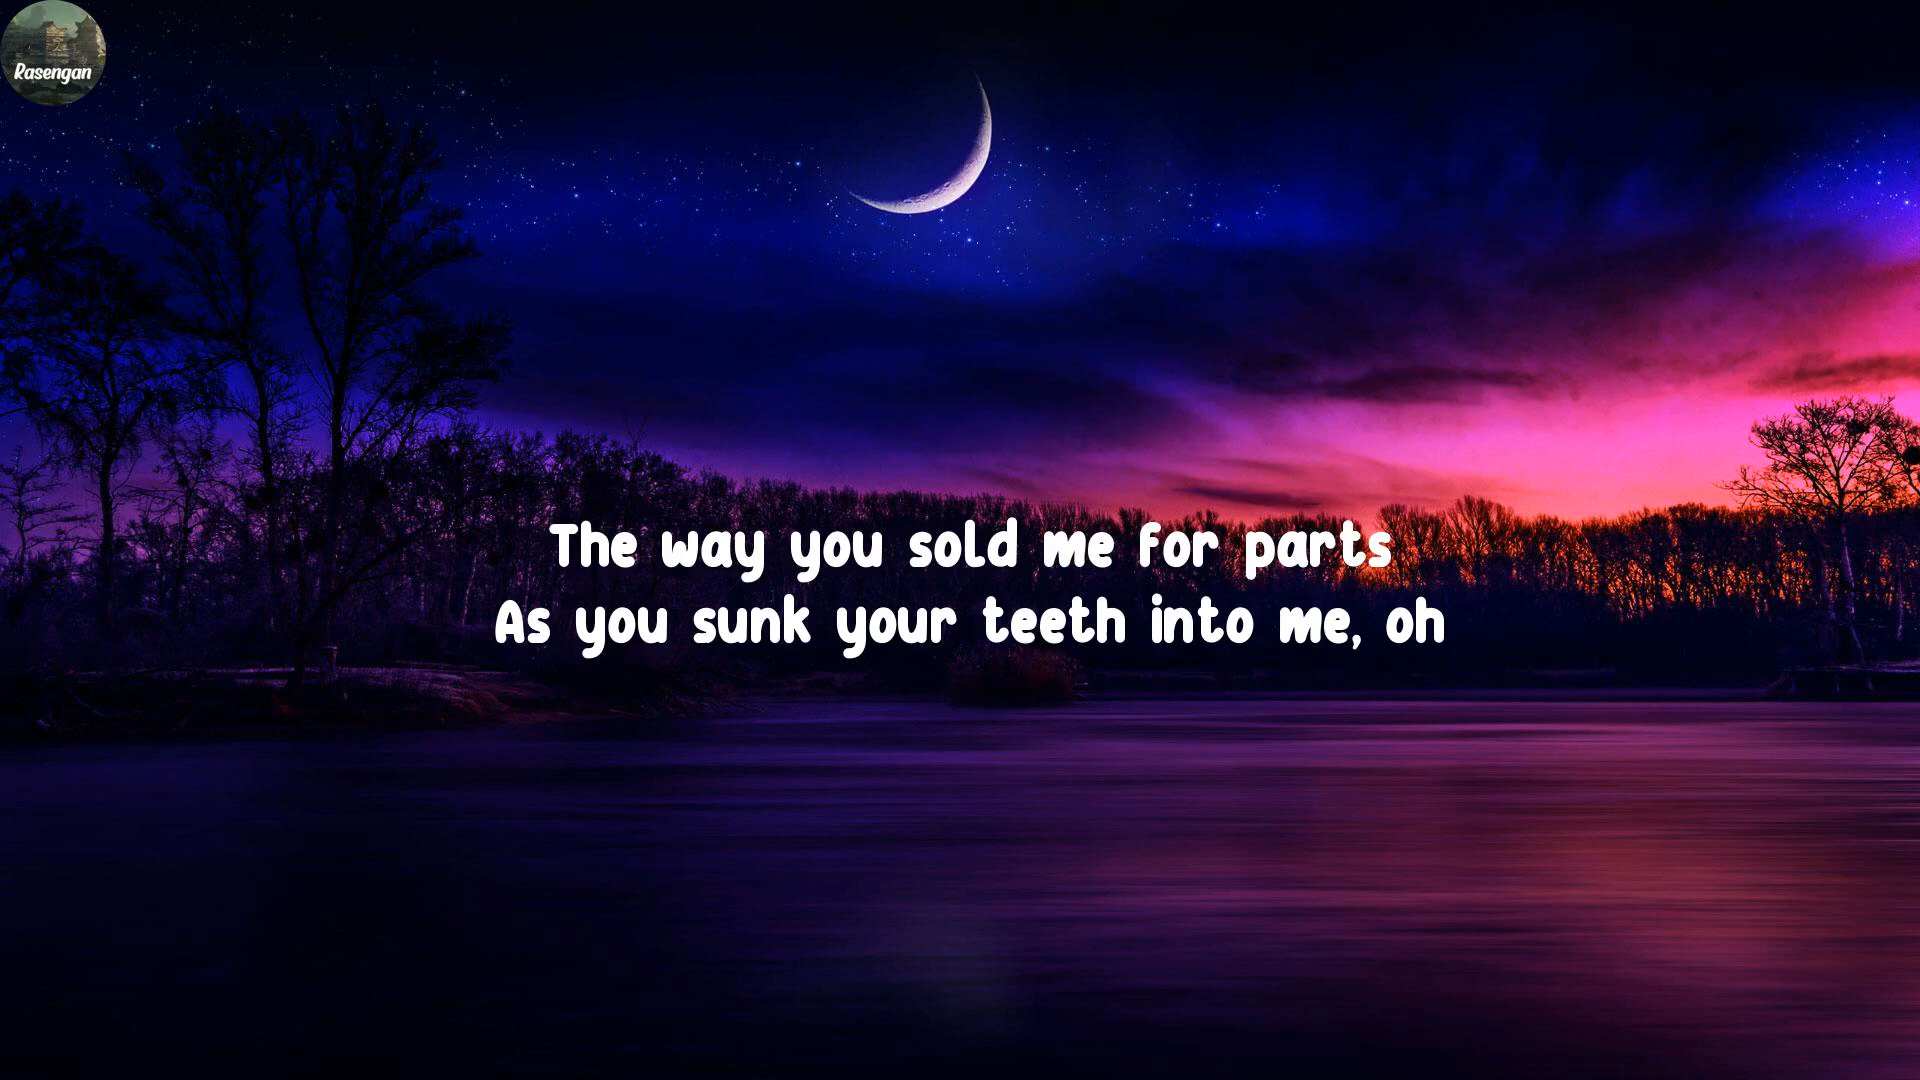 Rasengan
The way you sold me for parts
As you sunk your teeth into me, oh